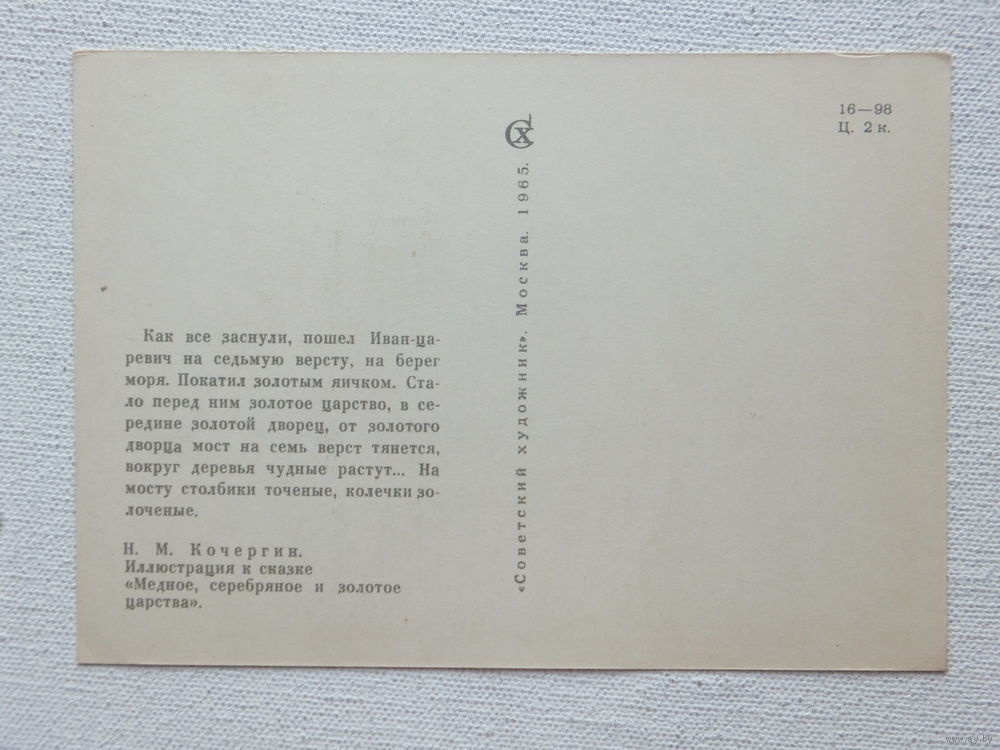 Как все заснули, пошел Иван-ца-
ревич на седьмую версту, на берег
моря. Покатил золотым яичком. Ста-
ло перед ним золотое царство, в се-
редине золотой дворец, от золотого
дворца мост на семь верст тянется,
вокруг деревья чудные растут... На
мосту столбики точеные, колечки зо-
лоченые.
Н. М. Кочергин.
Иллюстрация к сказке
«Медное, серебряное и золотое
царства».
СХ
«Советский художник». Москва. 1965.
16—98
Ц. 2 к.
www.ay.by